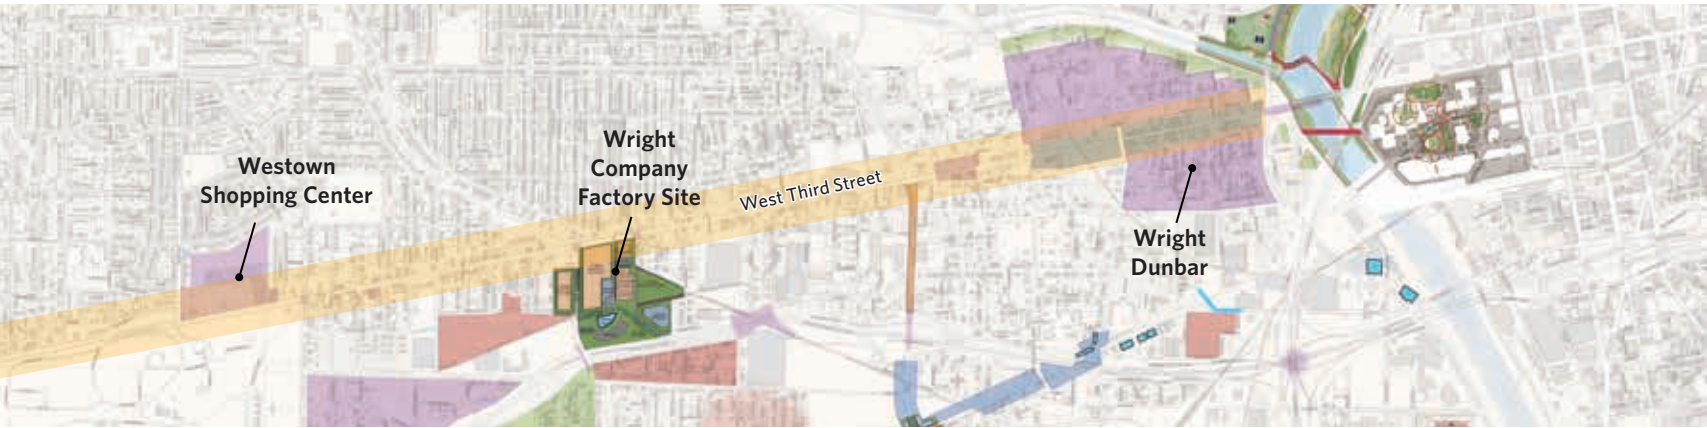 Westown
Shopping Center
Wright
Company
Factory Site
West Third Street
Wright
Dunbar